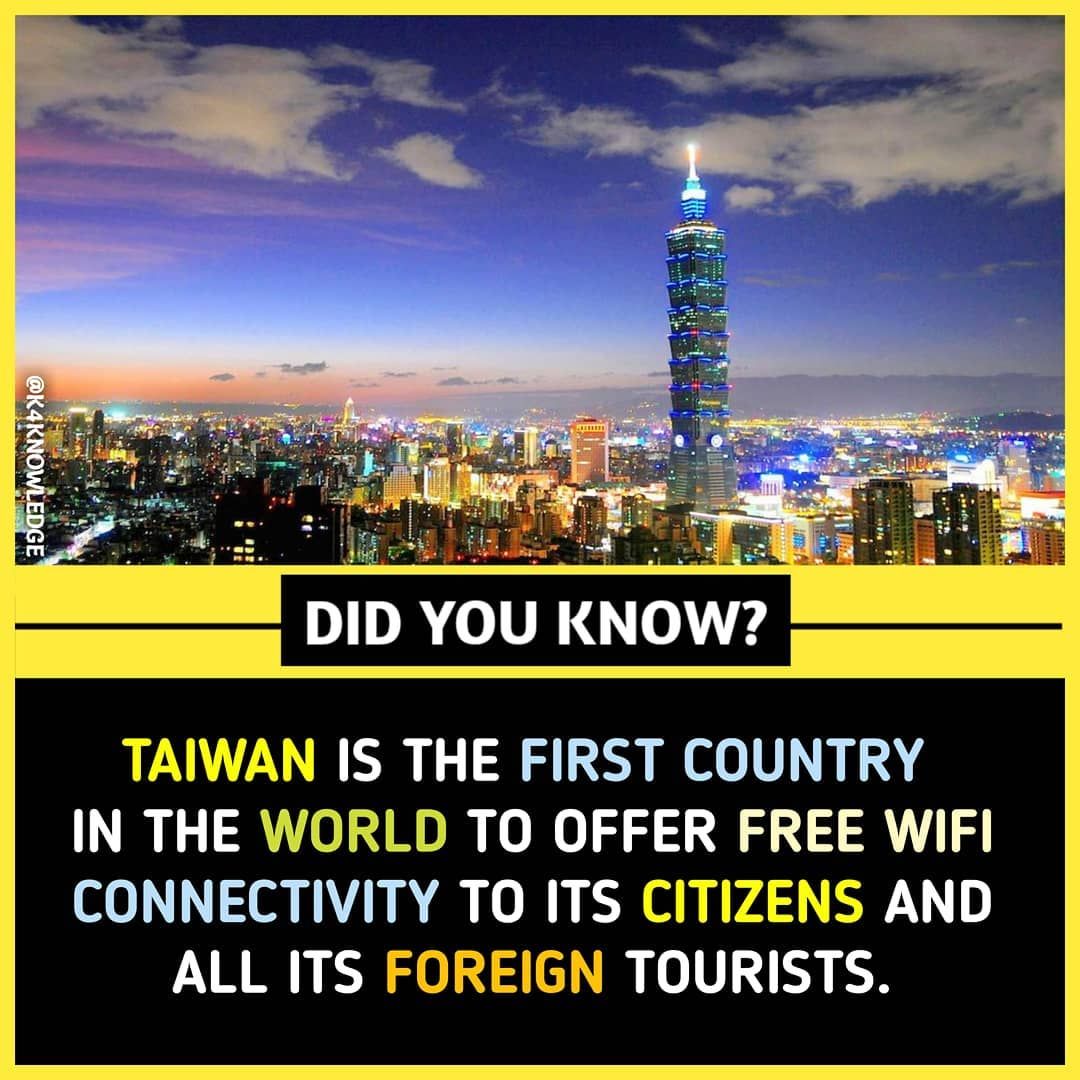 @K4KNOWLEDGE
DID YOU KNOW?
TAIWAN IS THE FIRST COUNTRY
IN THE WORLD TO OFFER FREE WIFI
CONNECTIVITY TO ITS CITIZENS AND
ALL ITS FOREIGN TOURISTS.